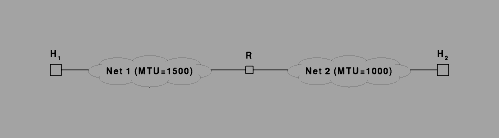 H1
Net 1 (MTU=1500)
R
Net 2 (MTU=1000)
H2